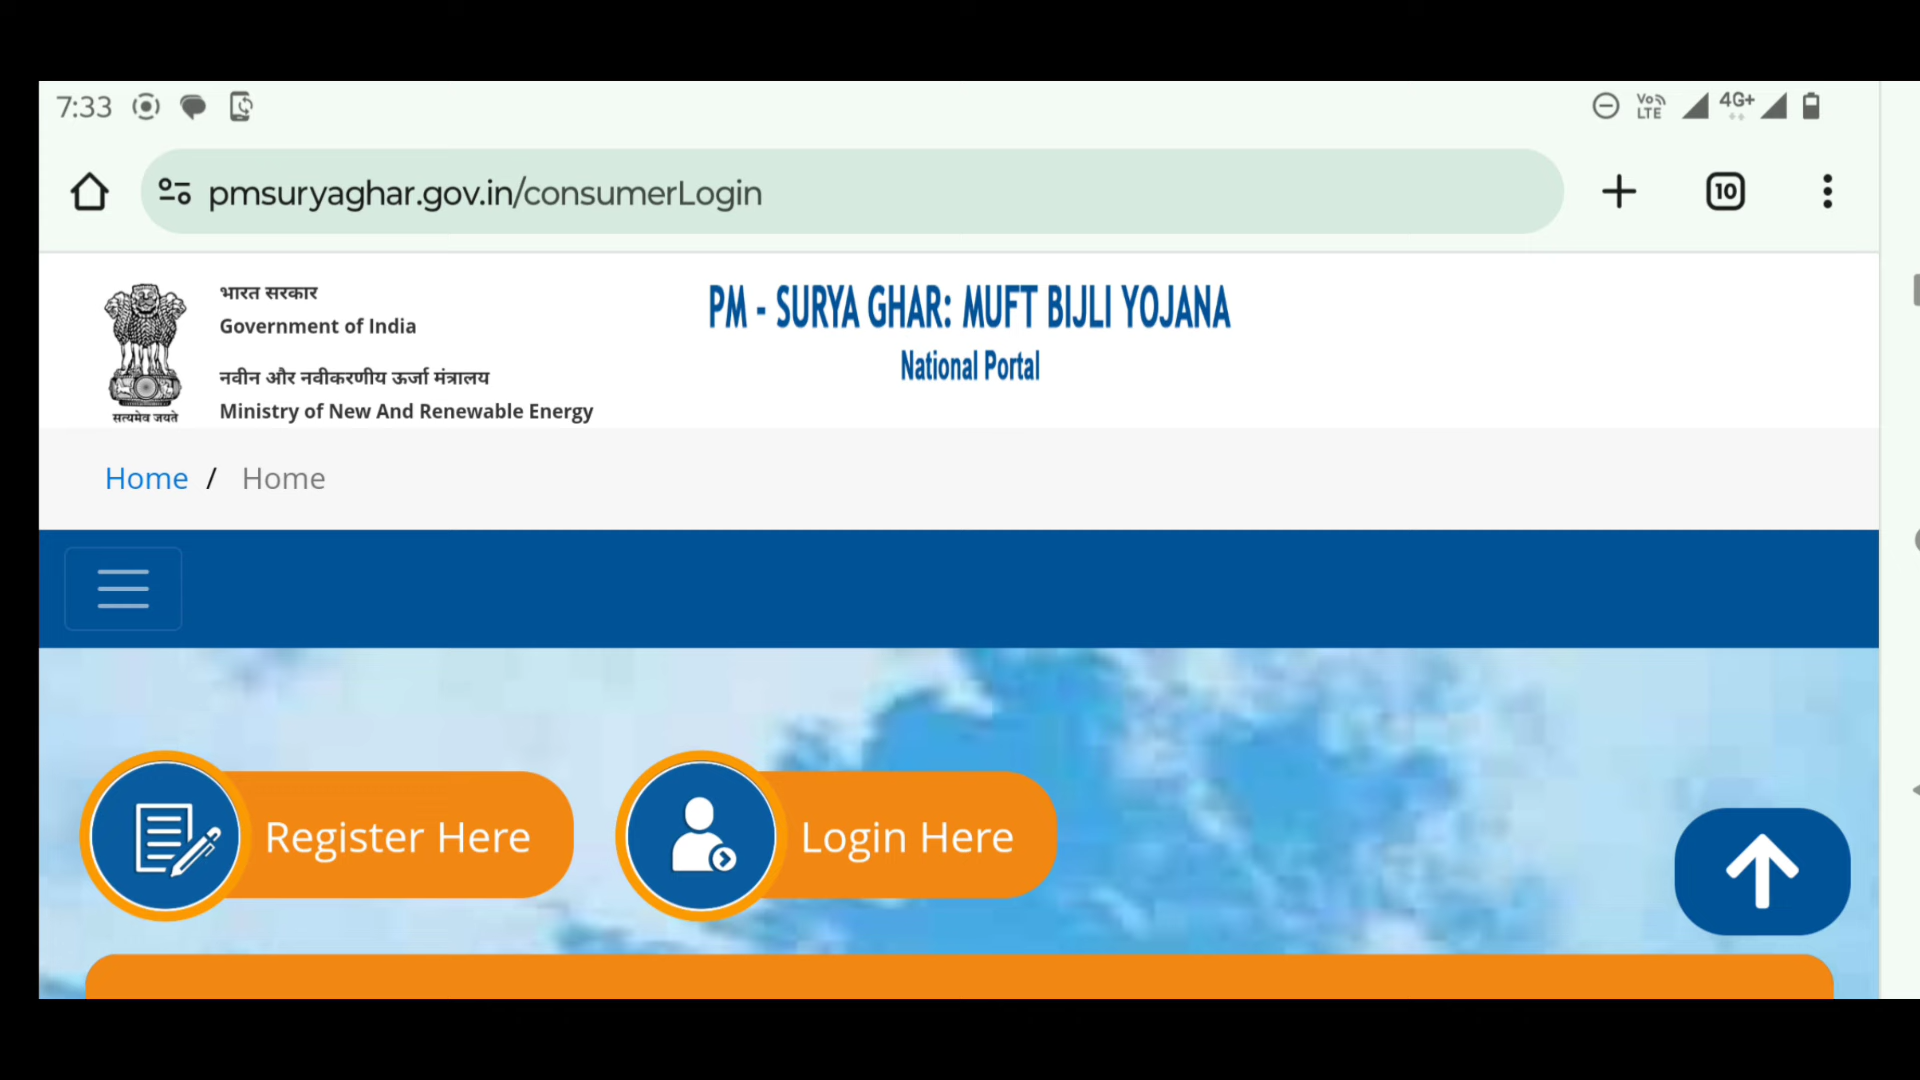 7:33
Vo LTE 4G+
pmsuryaghar.gov.in/consumerLogin
10
भारत सरकार
Government of India
नवीन और नवीकरणीय ऊर्जा मंत्रालय
Ministry of New And Renewable Energy
सत्यमेव जयते
PM - SURYA GHAR: MUFT BIJLI YOJANA
National Portal
Home / Home
Register Here
Login Here